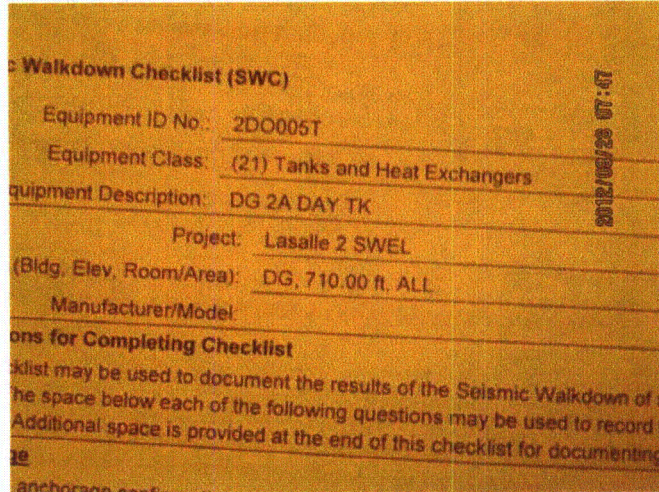 c Walkdown Checklist (SWC)
Equipment ID No.: 2DO005T
Equipment Class: (21) Tanks and Heat Exchangers
quipment Description: DG 2A DAY TK
Project: Lasalle 2 SWEL
(Bldg, Elev, Room/Area): DG, 710.00 ft, ALL
Manufacturer/Model:
ons for Completing Checklist
cklist may be used to document the results of the Seismic Walkdown of
he space below each of the following questions may be used to record
Additional space is provided at the end of this checklist for documenting
ge
anchorage
07:47